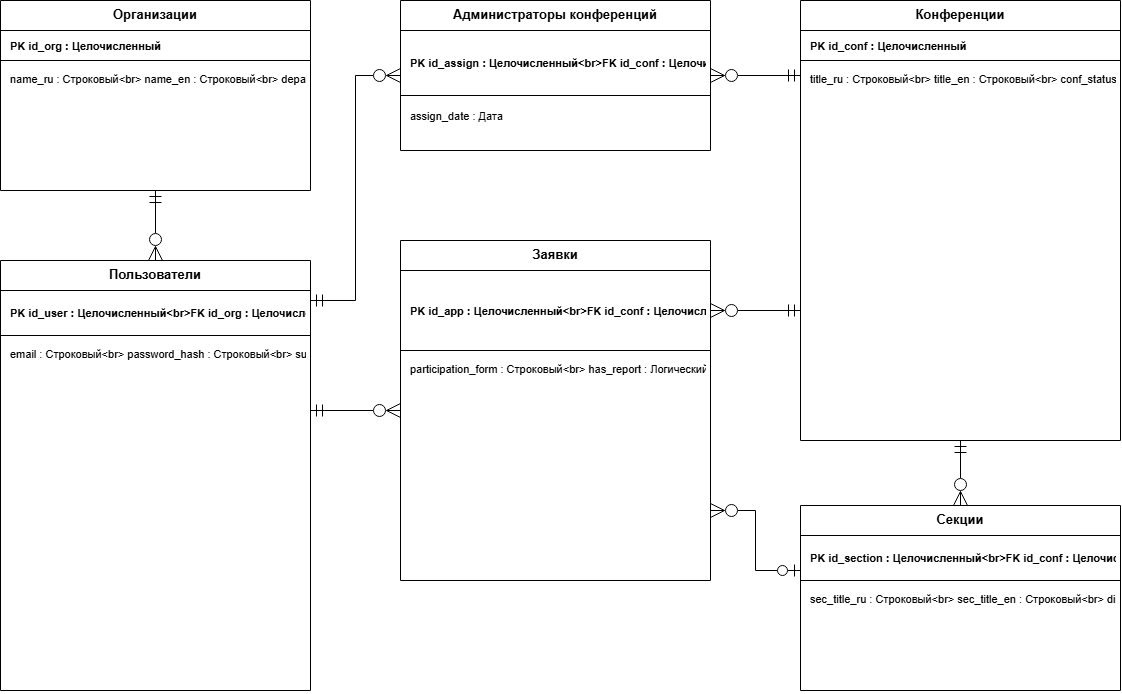 Организации
PK id_org : Целочисленный
name_ru : Строковый<br> name_en : Строковый<br> depa
Администраторы конференций
PK id_assign : Целочисленный<br>FK id_conf : Целочи
assign_date : Дата
Конференции
PK id_conf : Целочисленный
title_ru : Строковый<br> title_en : Строковый<br> conf_status
Пользователи
PK id_user : Целочисленный<br>FK id_org : Целочисл
email : Строковый<br> password_hash : Строковый<br> su
Заявки
PK id_app : Целочисленный<br>FK id_conf : Целочисл
participation_form : Строковый<br> has_report : Логический
Секции
PK id_section : Целочисленный<br>FK id_conf : Целочис
sec_title_ru : Строковый<br> sec_title_en : Строковый<br> di